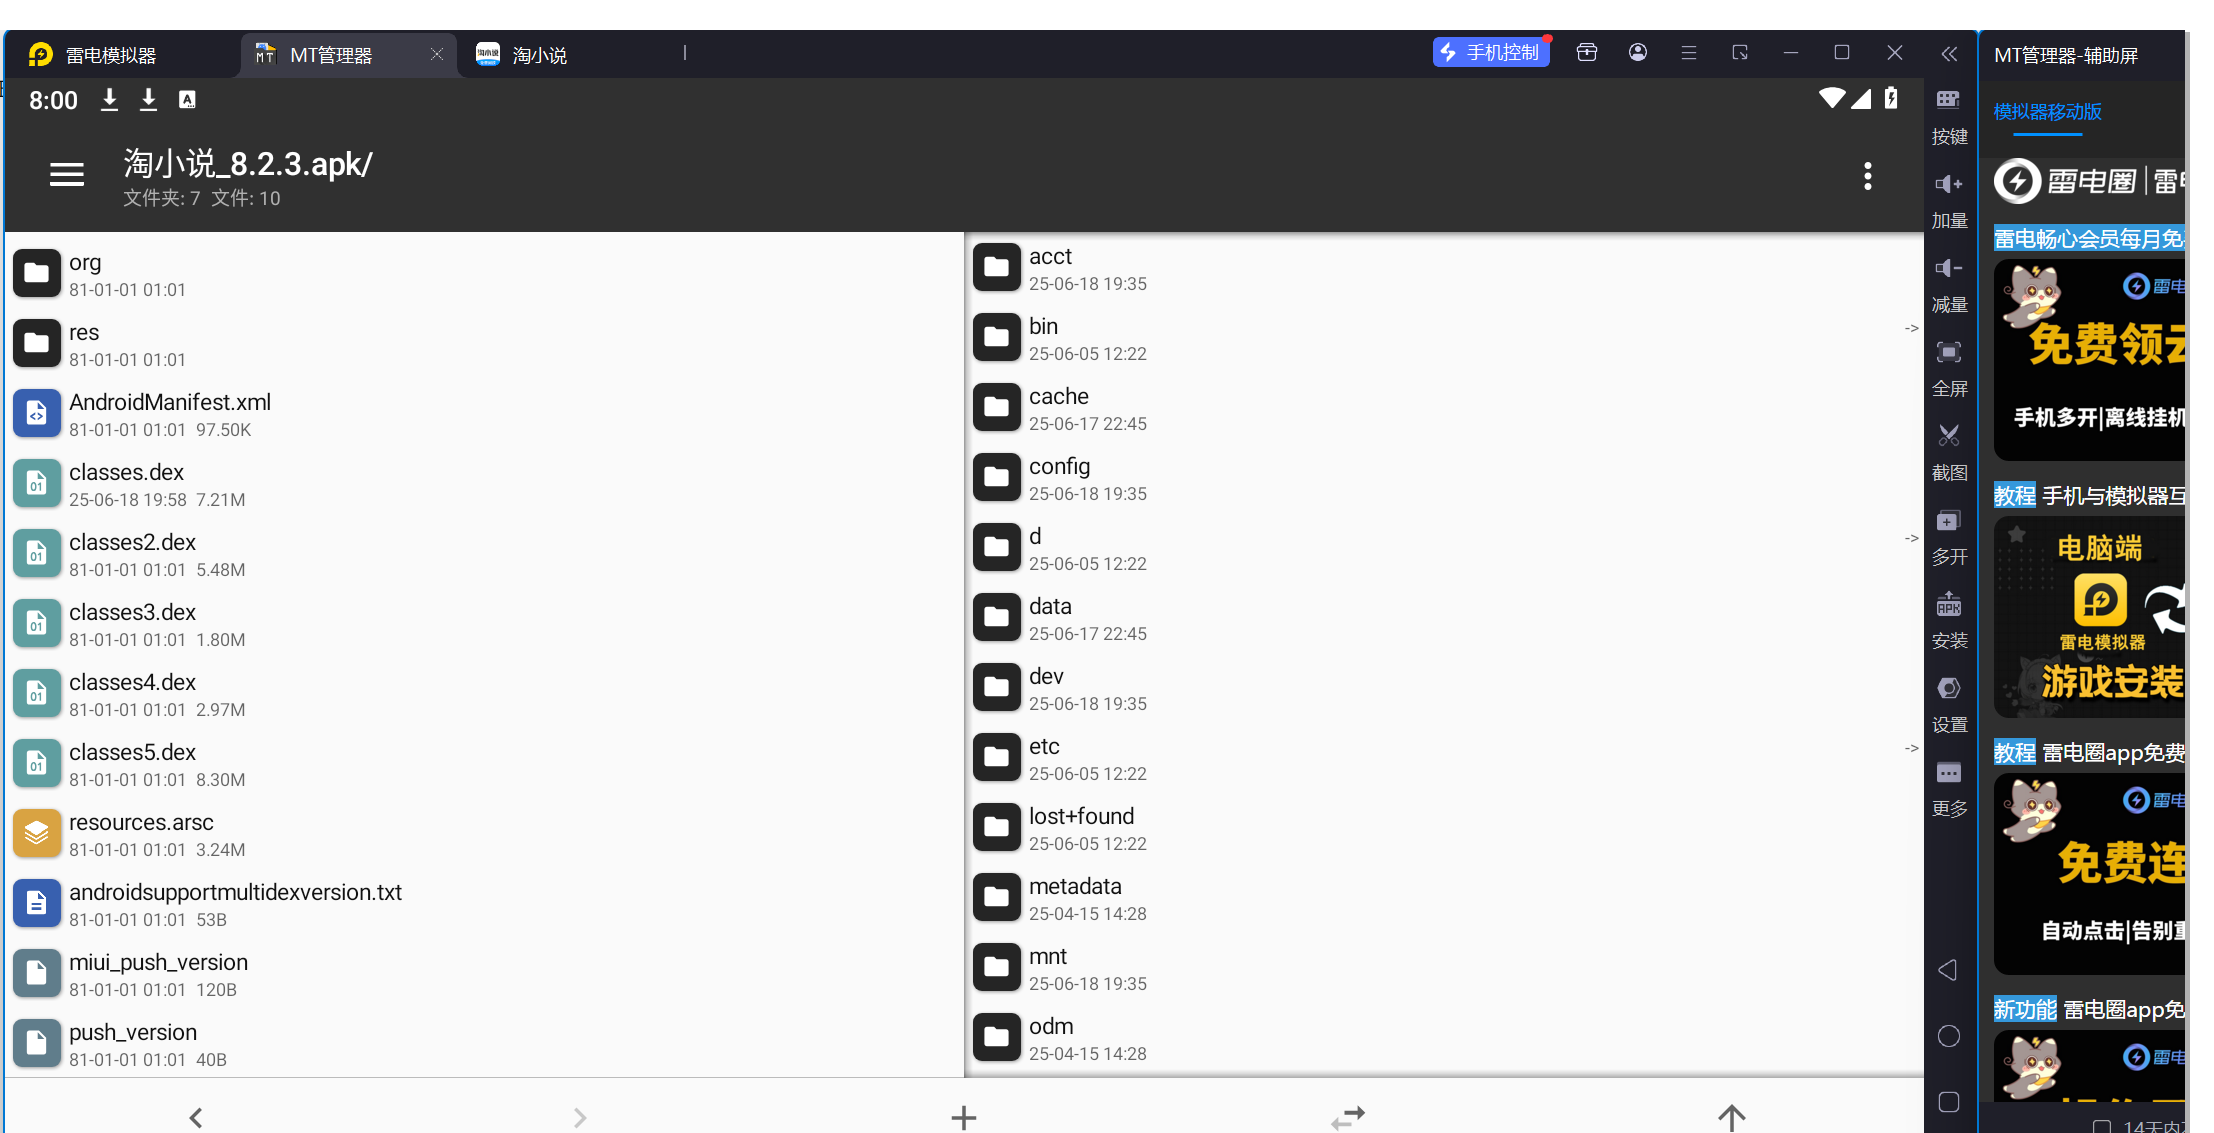 雷电模拟器
MT管理器
淘小说
手机控制
8:00
淘小说_8.2.3.apk/
文件夹: 7 文件: 10
org
81-01-01 01:01
res
81-01-01 01:01
AndroidManifest.xml
81-01-01 01:01 97.50K
classes.dex
25-06-18 19:58 7.21M
classes2.dex
81-01-01 01:01 5.48M
classes3.dex
81-01-01 01:01 1.80M
classes4.dex
81-01-01 01:01 2.97M
classes5.dex
81-01-01 01:01 8.30M
resources.arsc
81-01-01 01:01 3.24M
androidsupportmultidexversion.txt
81-01-01 01:01 53B
miui_push_version
81-01-01 01:01 120B
push_version
81-01-01 01:01 40B
acct
25-06-18 19:35
bin
25-06-05 12:22
->
cache
25-06-17 22:45
config
25-06-18 19:35
d
25-06-05 12:22
->
data
25-06-17 22:45
dev
25-06-18 19:35
etc
25-06-05 12:22
->
lost+found
25-06-05 12:22
metadata
25-04-15 14:28
mnt
25-06-18 19:35
odm
25-04-15 14:28
按键
加量
减量
全屏
截图
多开
安装
设置
更多
MT管理器-辅助屏
模拟器移动版
雷电圈|雷
雷电畅心会员每月免
雷电
免费领云
手机多开|离线挂机
教程 手机与模拟器互
电脑端
雷电模拟器
游戏安装
教程 雷电圈app免费
雷电
免费连
自动点击|告别重
新功能 雷电圈app免
雷电
14天内